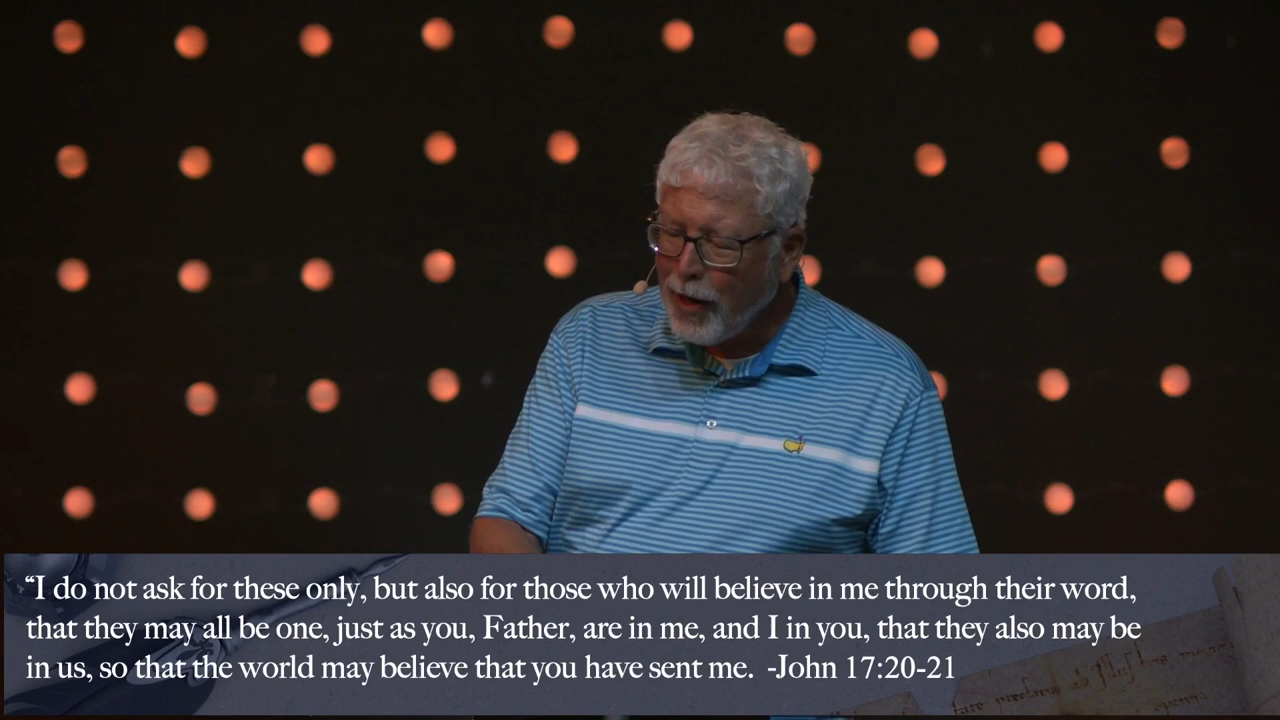 “I do not ask for these only, but also for those who will believe in me through their word,
that they may all be one, just as you, Father, are in me, and I in you, that they also may be
in us, so that the world may believe that you have sent me.  -John 17:20-21